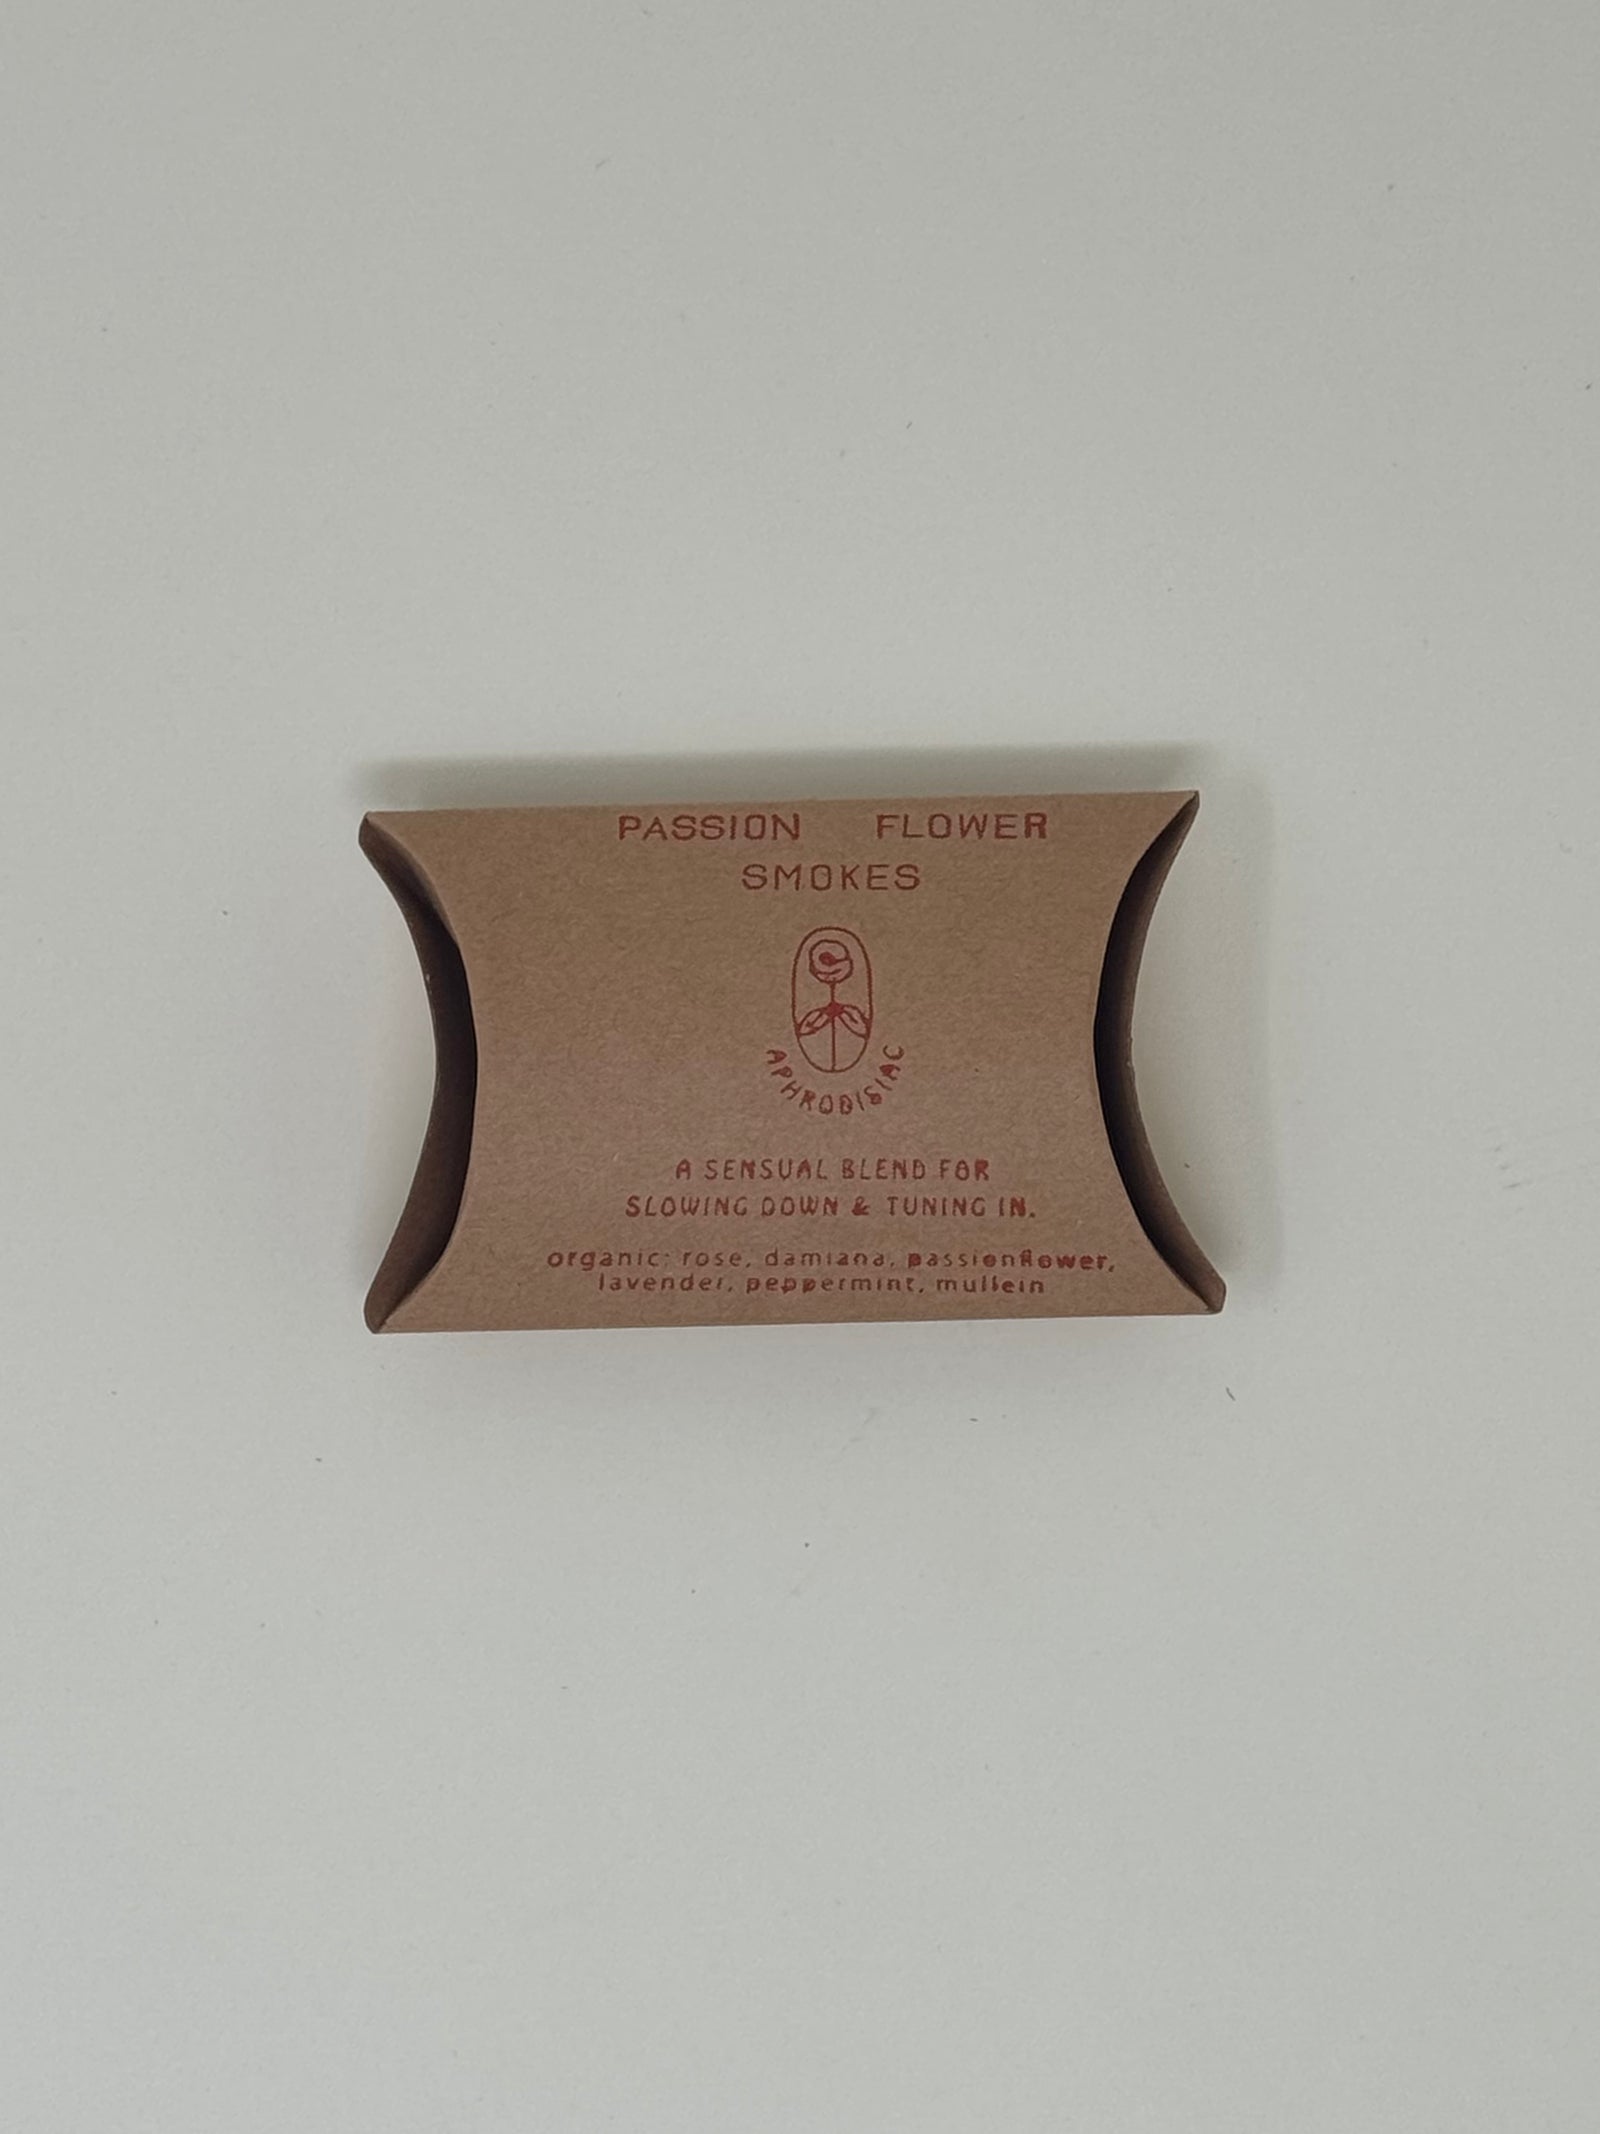 PASSION FLOWER
SMOKES
APHRODISIAC
A SENSUAL BLEND FOR
SLOWING DOWN & TUNING IN.
organic: rose, damiana, passionflower,
lavender, peppermint, mullein